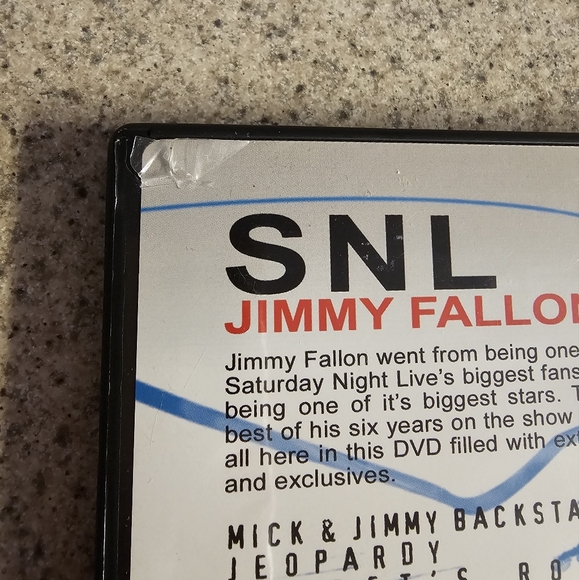 SNL
JIMMY FALLON
Jimmy Fallon went from being one
Saturday Night Live's biggest fans
being one of it's biggest stars. T
best of his six years on the show
all here in this DVD filled with ext
and exclusives.
MICK & JIMMY BACKSTA
JEOPARDY